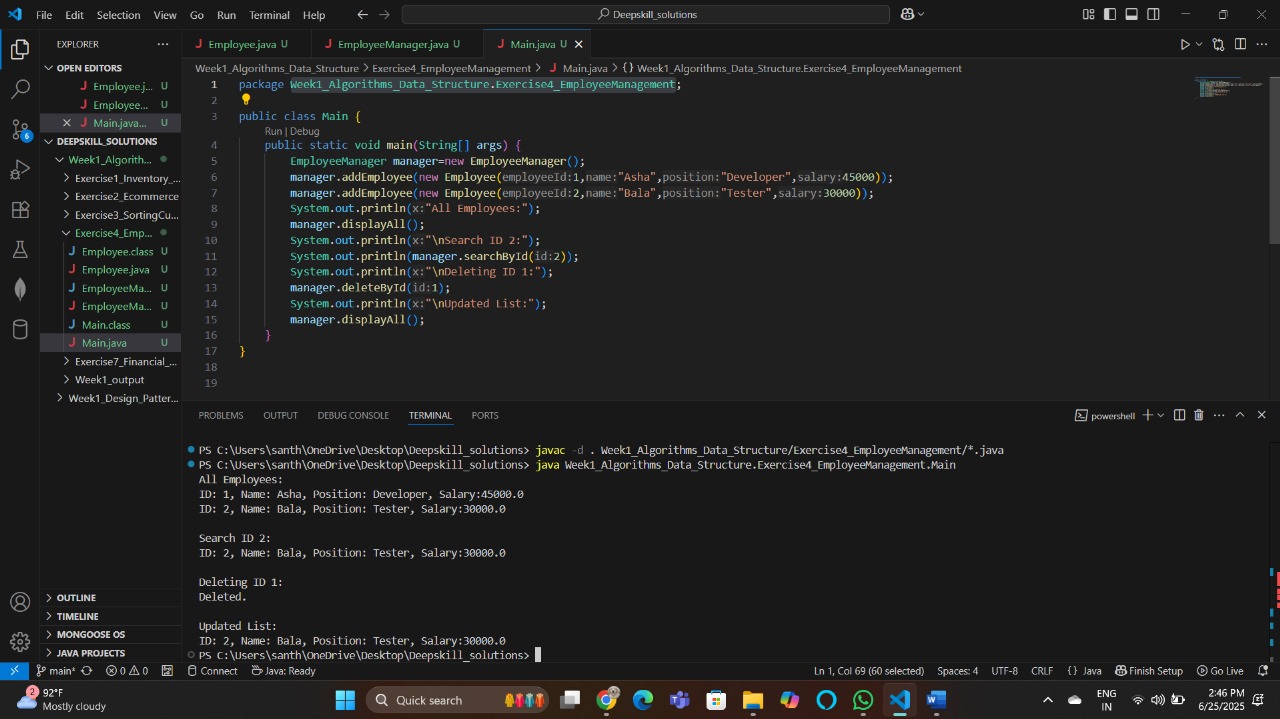 File Edit Selection View Go Run Terminal Help
Deepskill_solutions
EXPLORER
Employee.java U
EmployeeManager.java U
Main.java U
OPEN EDITORS
Employee.j... U
Employee... U
Main.java... U
DEEPSKILL_SOLUTIONS
Week1_Algorith...
Exercise1_Inventory_...
Exercise2_Ecommerce
Exercise3_SortingCu...
Exercise4_Emp...
Employee.class U
Employee.java U
EmployeeMa... U
EmployeeMa... U
Main.class U
Main.java U
Exercise7_Financial_...
Week1_output
Week1_Design_Patter...
OUTLINE
TIMELINE
MONGOOSE OS
JAVA PROJECTS
6
Week1_Algorithms_Data_Structure > Exercise4_EmployeeManagement > Main.java > {} Week1_Algorithms_Data_Structure.Exercise4_EmployeeManagement
1 package Week1_Algorithms_Data_Structure.Exercise4_EmployeeManagement;
2
3 public class Main {
Run | Debug
4 public static void main(String[] args) {
5 EmployeeManager manager=new EmployeeManager();
6 manager.addEmployee(new Employee(employeeId:1,name:"Asha",position:"Developer",salary:45000));
7 manager.addEmployee(new Employee(employeeId:2,name:"Bala",position:"Tester",salary:30000));
8 System.out.println(x:"All Employees:");
9 manager.displayAll();
10 System.out.println(x:"\nSearch ID 2:");
11 System.out.println(manager.searchById(id:2));
12 System.out.println(x:"\nDeleting ID 1:");
13 manager.deleteById(id:1);
14 System.out.println(x:"\nUpdated List:");
15 manager.displayAll();
16 }
17 }
18
19
PROBLEMS OUTPUT DEBUG CONSOLE TERMINAL PORTS
powershell
PS C:\Users\santh\OneDrive\Desktop\Deepskill_solutions> javac -d . Week1_Algorithms_Data_Structure/Exercise4_EmployeeManagement/*.java
PS C:\Users\santh\OneDrive\Desktop\Deepskill_solutions> java Week1_Algorithms_Data_Structure.Exercise4_EmployeeManagement.Main
All Employees:
ID: 1, Name: Asha, Position: Developer, Salary:45000.0
ID: 2, Name: Bala, Position: Tester, Salary:30000.0
Search ID 2:
ID: 2, Name: Bala, Position: Tester, Salary:30000.0
Deleting ID 1:
Deleted.
Updated List:
ID: 2, Name: Bala, Position: Tester, Salary:30000.0
PS C:\Users\santh\OneDrive\Desktop\Deepskill_solutions>
main* 0 0 Connect Java: Ready Ln 1, Col 69 (60 selected) Spaces: 4 UTF-8 CRLF {} Java Finish Setup Go Live
2
92°F
Mostly cloudy
Quick search
ENG
IN
2:46 PM
6/25/2025